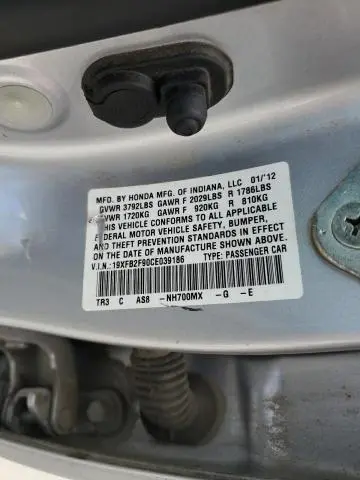 MFD. BY HONDA MFG. OF INDIANA, LLC 01/'12
GVWR 3792LBS GAWR F 2029LBS R 1786LBS
GVWR 1720KG GAWR F 920KG R 810KG
THIS VEHICLE CONFORMS TO ALL APPLICABLE
FEDERAL MOTOR VEHICLE SAFETY, BUMPER,
AND THEFT PREVENTION STANDARDS IN EFFECT
ON THE DATE OF MANUFACTURE SHOWN ABOVE.
V.I.N.: 19XFB2F90CE039186 TYPE: PASSENGER CAR
TR3 C AS8 -NH700MX -G -E